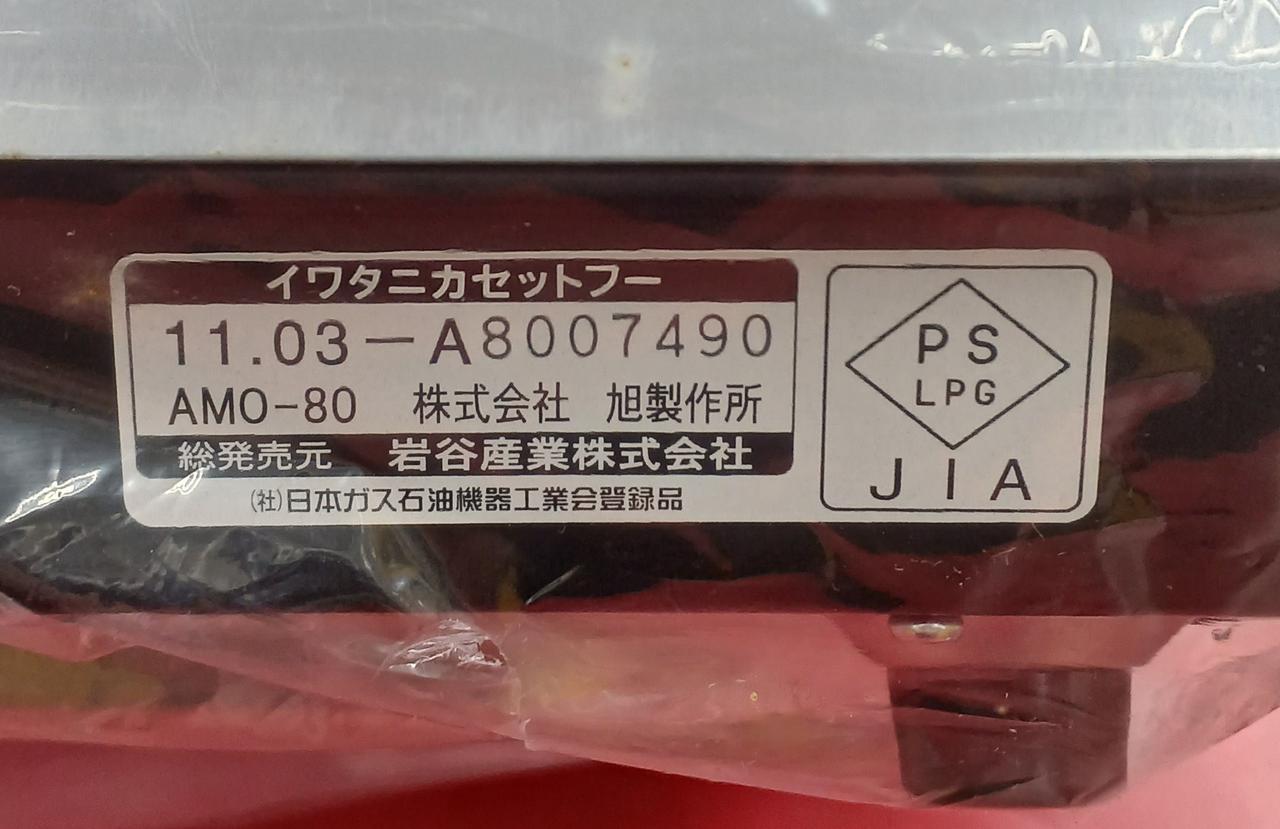 イワタニカセットフー
11.03－A8007490
AMO-80 株式会社 旭製作所
総発売元 岩谷産業株式会社
(社)日本ガス石油機器工業会登録品
PS
LPG
JIA